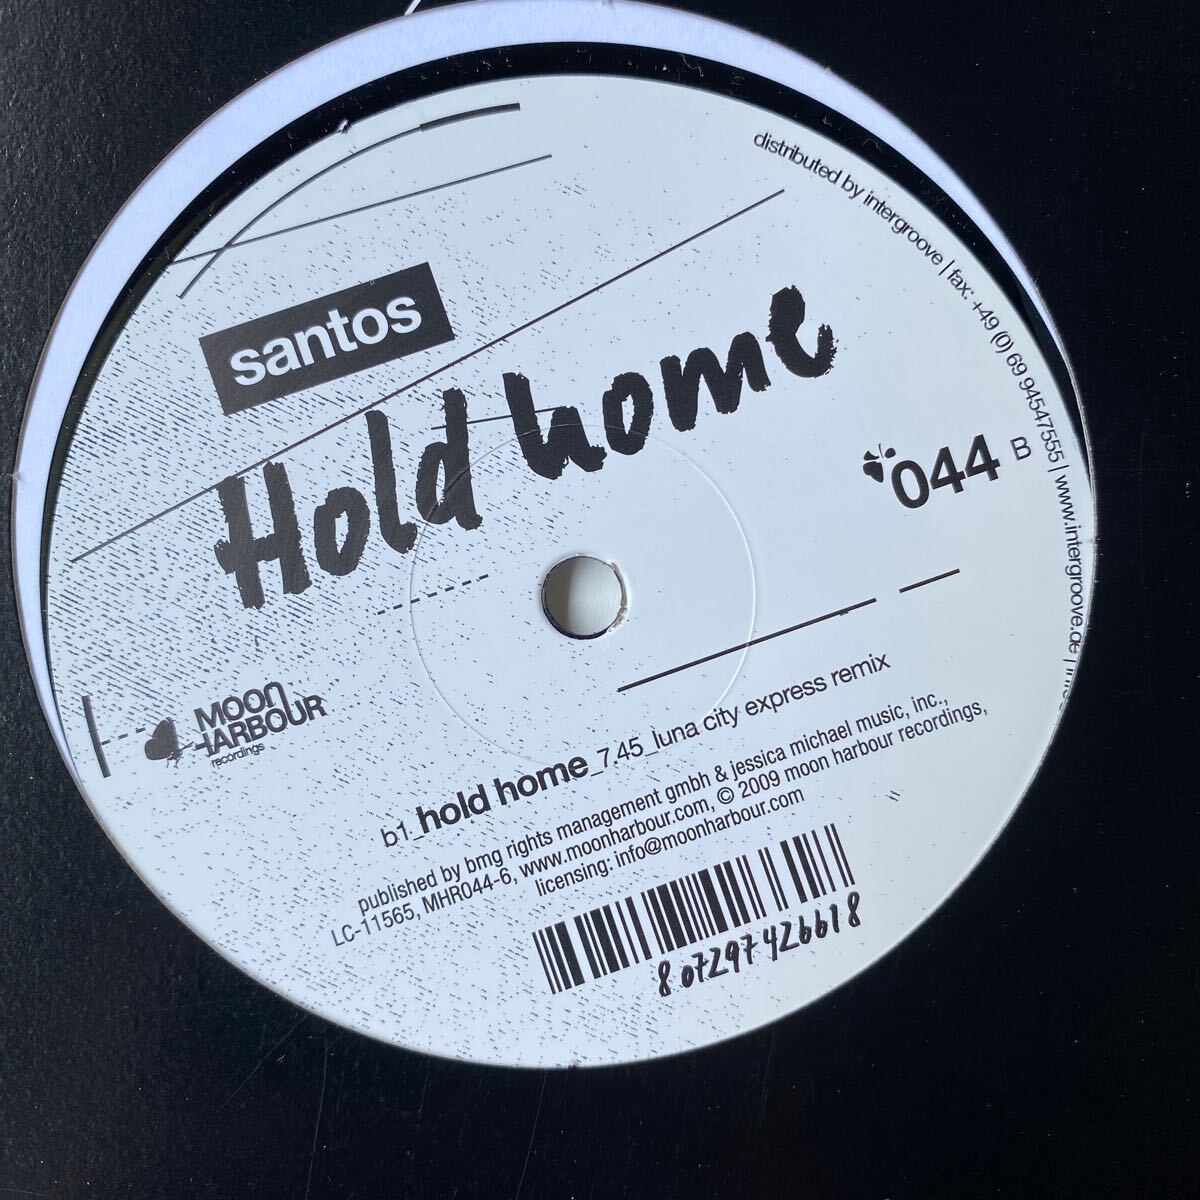 distributed by intergroove | fax: +49 (0) 69 94547555 | www.intergroove.de |
santos
Hold home
044 B
MOON
HARBOUR
recordings
b1_hold home_7.45_luna city express remix
published by bmg rights management gmbh & jessica michael music, inc.,
LC-11565, MHR044-6, www.moonharbour.com, © 2009 moon harbour recordings,
licensing: info@moonharbour.com
8 07297 426618